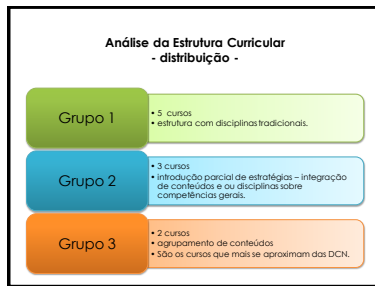 Análise da Estrutura Curricular
- distribuição -
Grupo 1
• 5 cursos
• estrutura com disciplinas tradicionais.
Grupo 2
• 3 cursos
• introdução parcial de estratégias – integração
de conteúdos e ou disciplinas sobre
competências gerais.
Grupo 3
• 2 cursos
• agrupamento de conteúdos
• São os cursos que mais se aproximam das DCN.